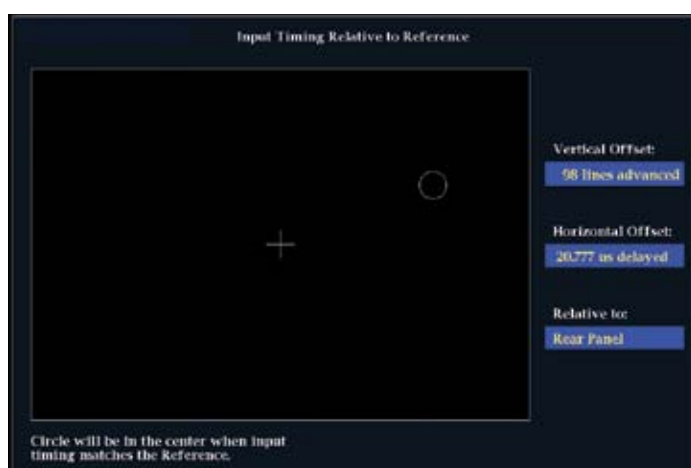 Input Timing Relative to Reference
Vertical Offset:
98 lines advanced
Horizontal Offset:
20.777 us delayed
Relative to:
Rear Panel
Circle will be in the center when input
timing matches the Reference.